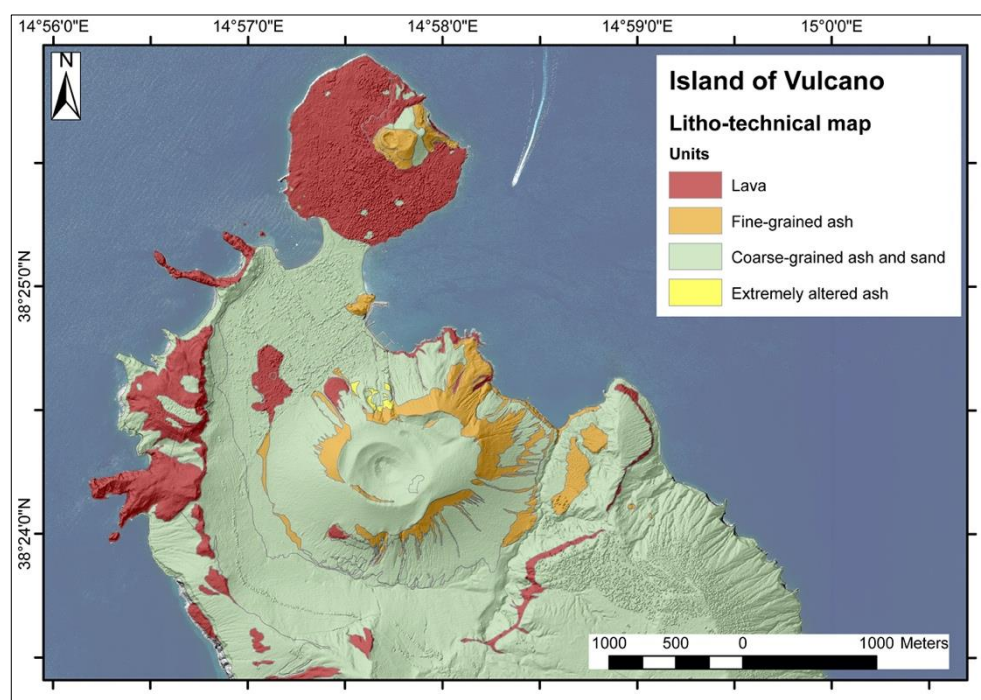 14°56'0"E 14°57'0"E 14°58'0"E 14°59'0"E 15°0'0"E
N
Island of Vulcano
Litho-technical map
Units
Lava
Fine-grained ash
Coarse-grained ash and sand
Extremely altered ash
38°25'0"N
38°24'0"N
1000 500 0 1000 Meters